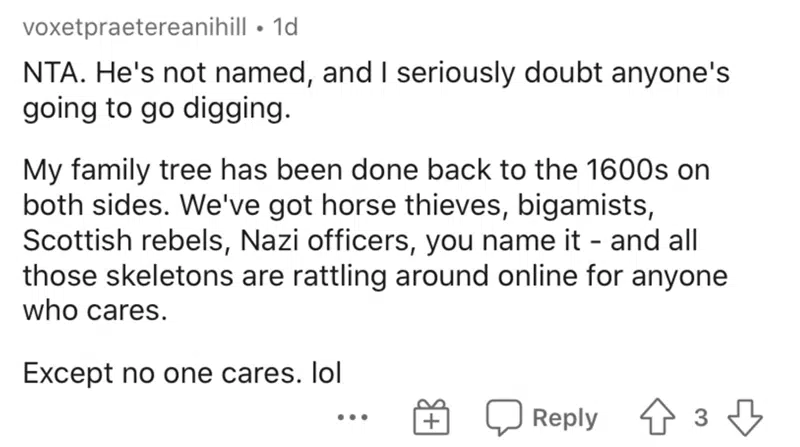 voxetpraetereanihill • 1d
NTA. He's not named, and I seriously doubt anyone's
going to go digging.
My family tree has been done back to the 1600s on
both sides. We've got horse thieves, bigamists,
Scottish rebels, Nazi officers, you name it - and all
those skeletons are rattling around online for anyone
who cares.
Except no one cares. lol
... Reply 3